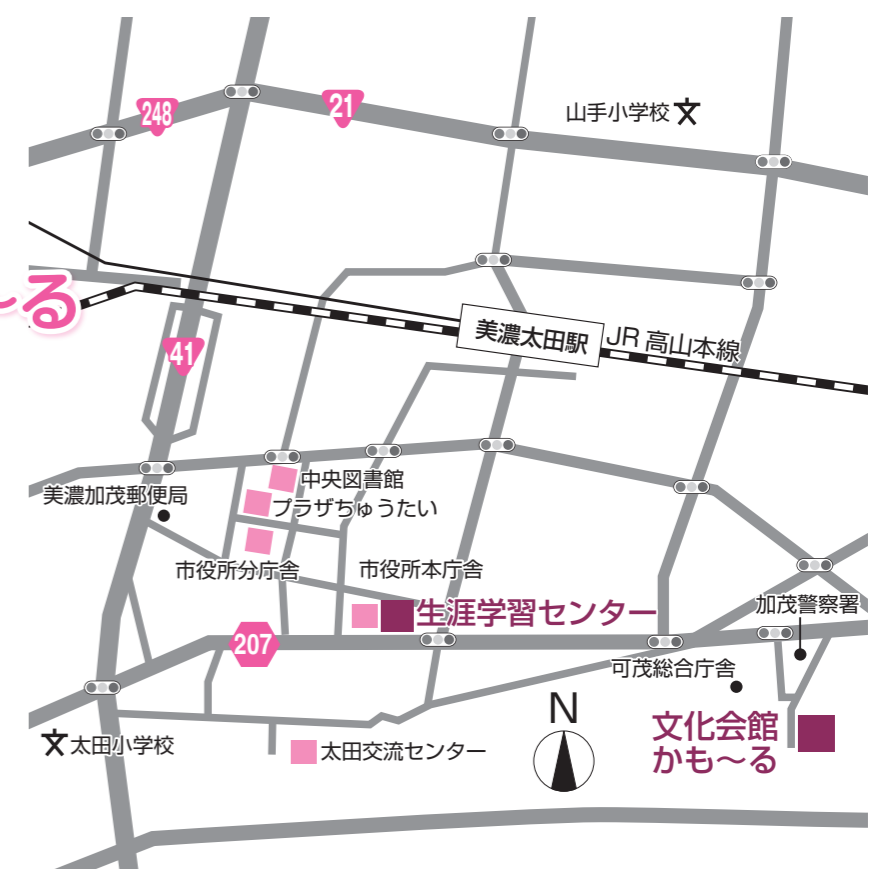 248
21
山手小学校
～る
41
美濃太田駅
JR 高山本線
中央図書館
美濃加茂郵便局
プラザちゅうたい
市役所分庁舎
市役所本庁舎
生涯学習センター
加茂警察署
207
可茂総合庁舎
N
文化会館
かも～る
太田小学校
太田交流センター